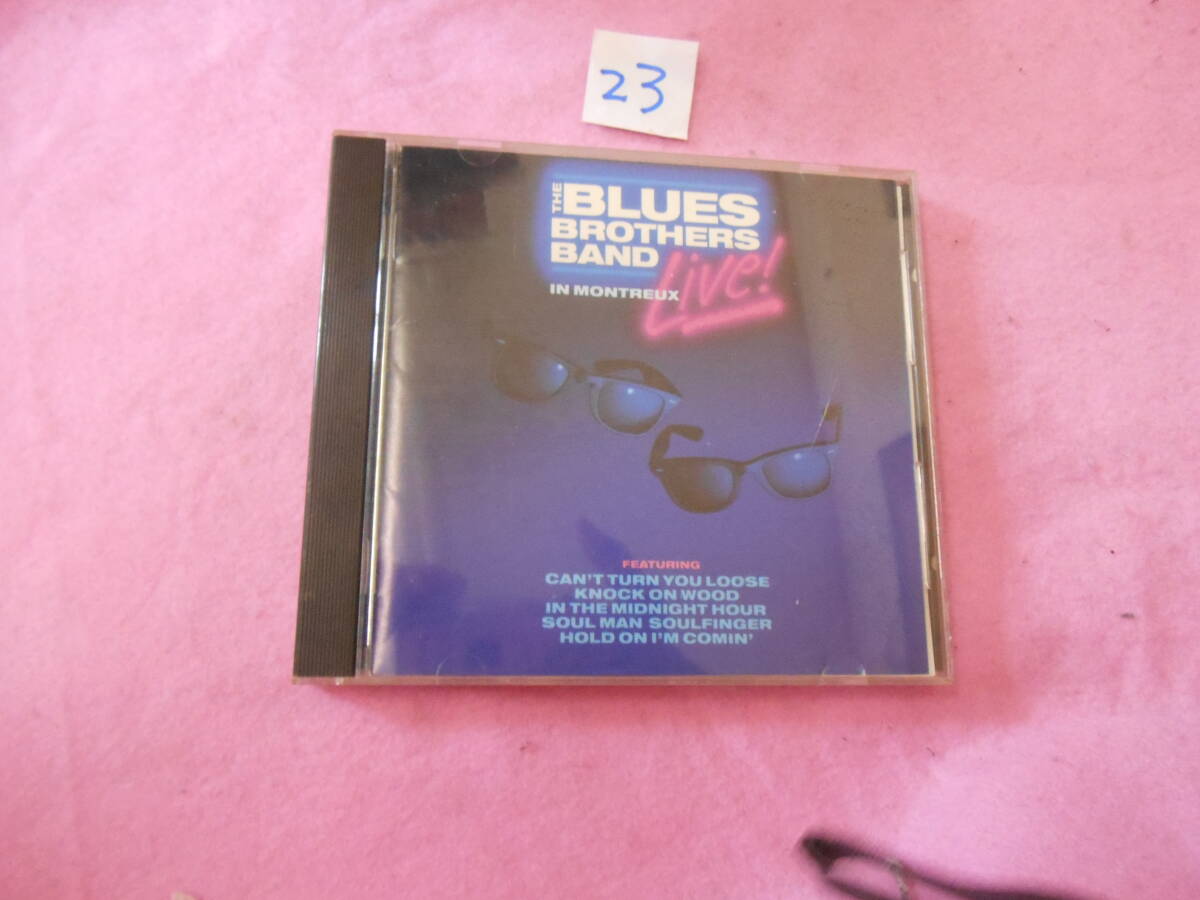 23
THE BLUES
BROTHERS
BAND
Live!
IN MONTREUX
FEATURING
CAN'T TURN YOU LOOSE
KNOCK ON WOOD
IN THE MIDNIGHT HOUR
SOUL MAN SOULFINGER
HOLD ON I'M COMIN'